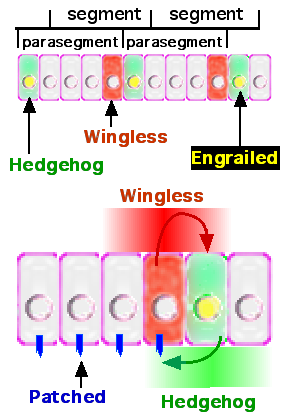 segment segment
parasegment parasegment
Wingless
Hedgehog
Engrailed
Wingless
Patched
Hedgehog